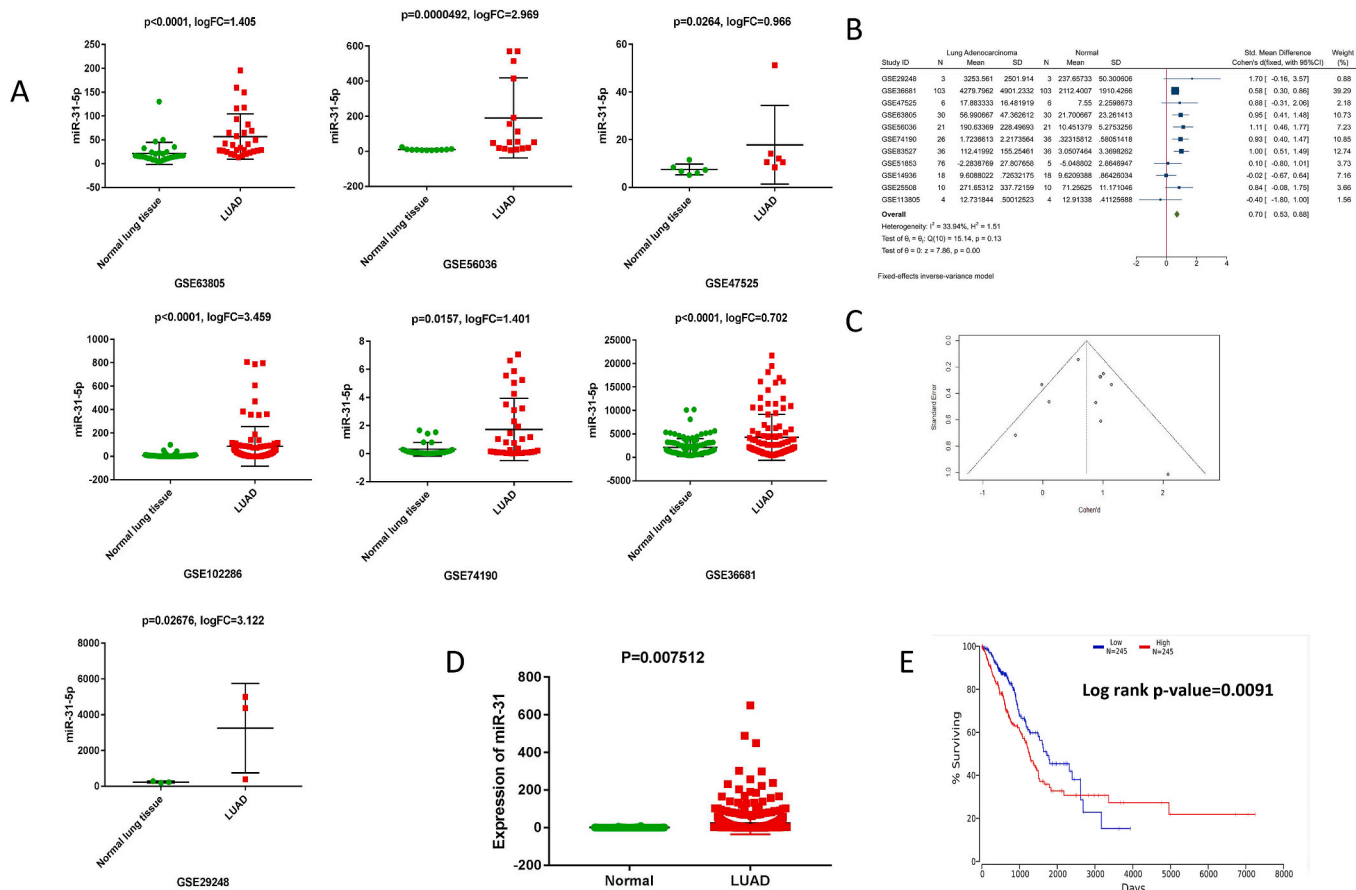 A
p<0.0001, logFC=1.405
miR-31-5p
250
200
150
100
50
0
-50
Normal lung tissue
LUAD
GSE63805
p=0.0000492, logFC=2.969
miR-31-5p
600
400
200
0
-200
Normal lung tissue
LUAD
GSE56036
p=0.0264, logFC=0.966
miR-31-5p
60
40
20
0
Normal lung tissue
LUAD
GSE47525
p<0.0001, logFC=3.459
miR-31-5p
1000
800
600
400
200
0
-200
Normal lung tissue
LUAD
GSE102286
p=0.0157, logFC=1.401
miR-31-5p
8
6
4
2
0
-2
Normal lung tissue
LUAD
GSE74190
p<0.0001, logFC=0.702
miR-31-5p
25000
20000
15000
10000
5000
0
-5000
Normal lung tissue
LUAD
GSE36681
p=0.02676, logFC=3.122
miR-31-5p
8000
6000
4000
2000
0
Normal lung tissue
LUAD
GSE29248
B
Lung Adenocarcinoma Normal Std. Mean Difference Weight
Study ID N Mean SD N Mean SD Cohen's d(fixed, with 95%CI) (%)
GSE29248 3 3253.561 2501.914 3 237.65733 50.300606 1.70 [ -0.16, 3.57] 0.88
GSE36681 103 4279.7962 4901.2332 103 2112.4007 1910.4266 0.58 [ 0.30, 0.86] 39.29
GSE47525 6 17.883333 16.481919 6 7.55 2.2598673 0.88 [ -0.31, 2.06] 2.18
GSE63805 30 56.990667 47.362612 30 21.700667 23.261413 0.95 [ 0.41, 1.48] 10.73
GSE56036 21 190.63369 228.49693 21 10.451379 5.2753256 1.11 [ 0.46, 1.77] 7.23
GSE74190 26 1.7236613 2.2173564 36 .32315812 .58051418 0.93 [ 0.40, 1.47] 10.85
GSE83527 36 112.41992 155.25461 36 3.0507464 3.3698262 1.00 [ 0.51, 1.49] 12.74
GSE51853 76 -2.2838769 27.807658 5 -5.048802 2.8646947 0.10 [ -0.80, 1.01] 3.73
GSE14936 18 9.6088022 .72632175 18 9.6209388 .86426034 -0.02 [ -0.67, 0.64] 7.16
GSE25508 10 271.65312 337.72159 10 71.25625 11.171046 0.84 [ -0.08, 1.75] 3.66
GSE113805 4 12.731844 .50012523 4 12.91338 .41125688 -0.40 [ -1.80, 1.00] 1.56
Overall 0.70 [ 0.53, 0.88]
Heterogeneity: I² = 33.94%, H² = 1.51
Test of θᵢ = θⱼ: Q(10) = 15.14, p = 0.13
Test of θ = 0: z = 7.86, p = 0.00
-2 0 2 4
Fixed-effects inverse-variance model
C
Standard Error
0.0
0.2
0.4
0.6
0.8
1.0
-1 0 1 2
Cohen'd
D
P=0.007512
Expression of miR-31
800
600
400
200
0
-200
Normal
LUAD
E
Low High
N=245 N=245
Log rank p-value=0.0091
% Surviving
100
80
60
40
20
0
0 1000 2000 3000 4000 5000 6000 7000 8000
Days